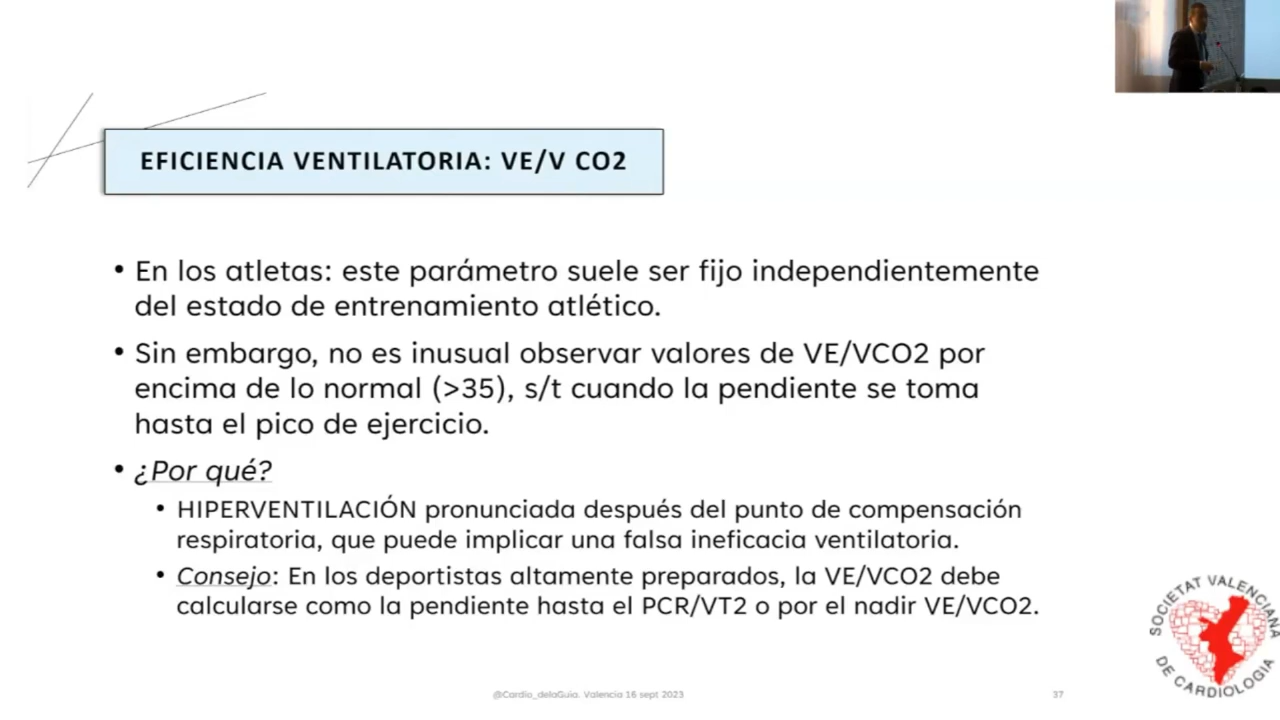 EFICIENCIA VENTILATORIA: VE/V CO2
• En los atletas: este parámetro suele ser fijo independientemente
del estado de entrenamiento atlético.
• Sin embargo, no es inusual observar valores de VE/VCO2 por
encima de lo normal (>35), s/t cuando la pendiente se toma
hasta el pico de ejercicio.
• ¿Por qué?
• HIPERVENTILACIÓN pronunciada después del punto de compensación
respiratoria, que puede implicar una falsa ineficacia ventilatoria.
• Consejo: En los deportistas altamente preparados, la VE/VCO2 debe
calcularse como la pendiente hasta el PCR/VT2 o por el nadir VE/VCO2.
SOCIETAT VALENCIANA
DE CARDIOLOGIA
@Cardio_delaGuia. Valencia 16 sept 2023
37